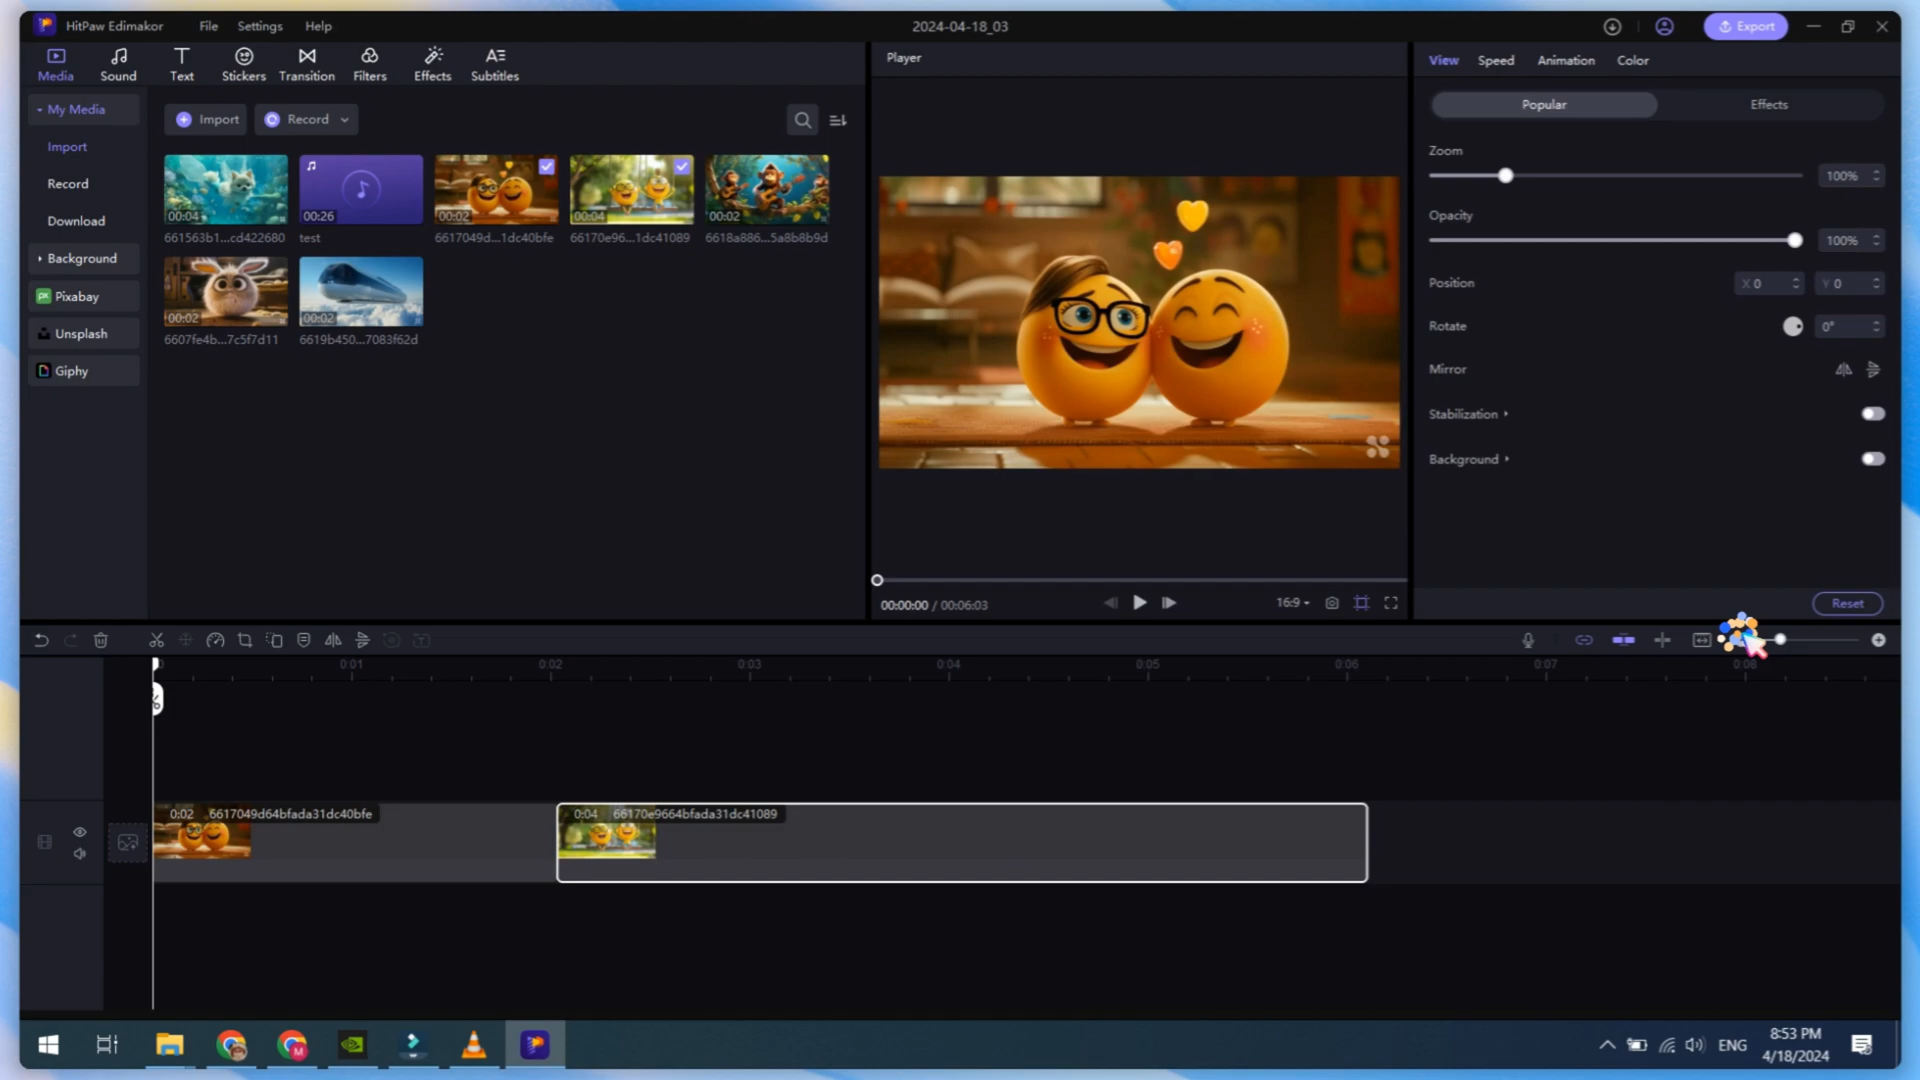 HitPaw Edimakor
File
Settings
Help
2024-04-18_03
Export
Media
Sound
Text
Stickers
Transition
Filters
Effects
Subtitles
Player
View
Speed
Animation
Color
My Media
Import
Record
Download
Background
Pixabay
Unsplash
Giphy
Import
Record
00:04
00:26
00:02
00:04
00:02
661563b1...cd422680
test
6617049d...1dc40bfe
66170e96...1dc41089
6618a886...5a8b8b9d
00:02
00:02
6607fe4b...7c5f7d11
6619b450...7083f62d
Popular
Effects
Zoom
100%
Opacity
100%
Position
X 0
Y 0
Rotate
0°
Mirror
Stabilization
Background
00:00:00 / 00:06:03
16:9
Reset
0:01
0:02
0:03
0:04
0:05
0:06
0:07
0:08
0:02 6617049d64bfada31dc40bfe
0:04 66170e9664bfada31dc41089
ENG
8:53 PM
4/18/2024